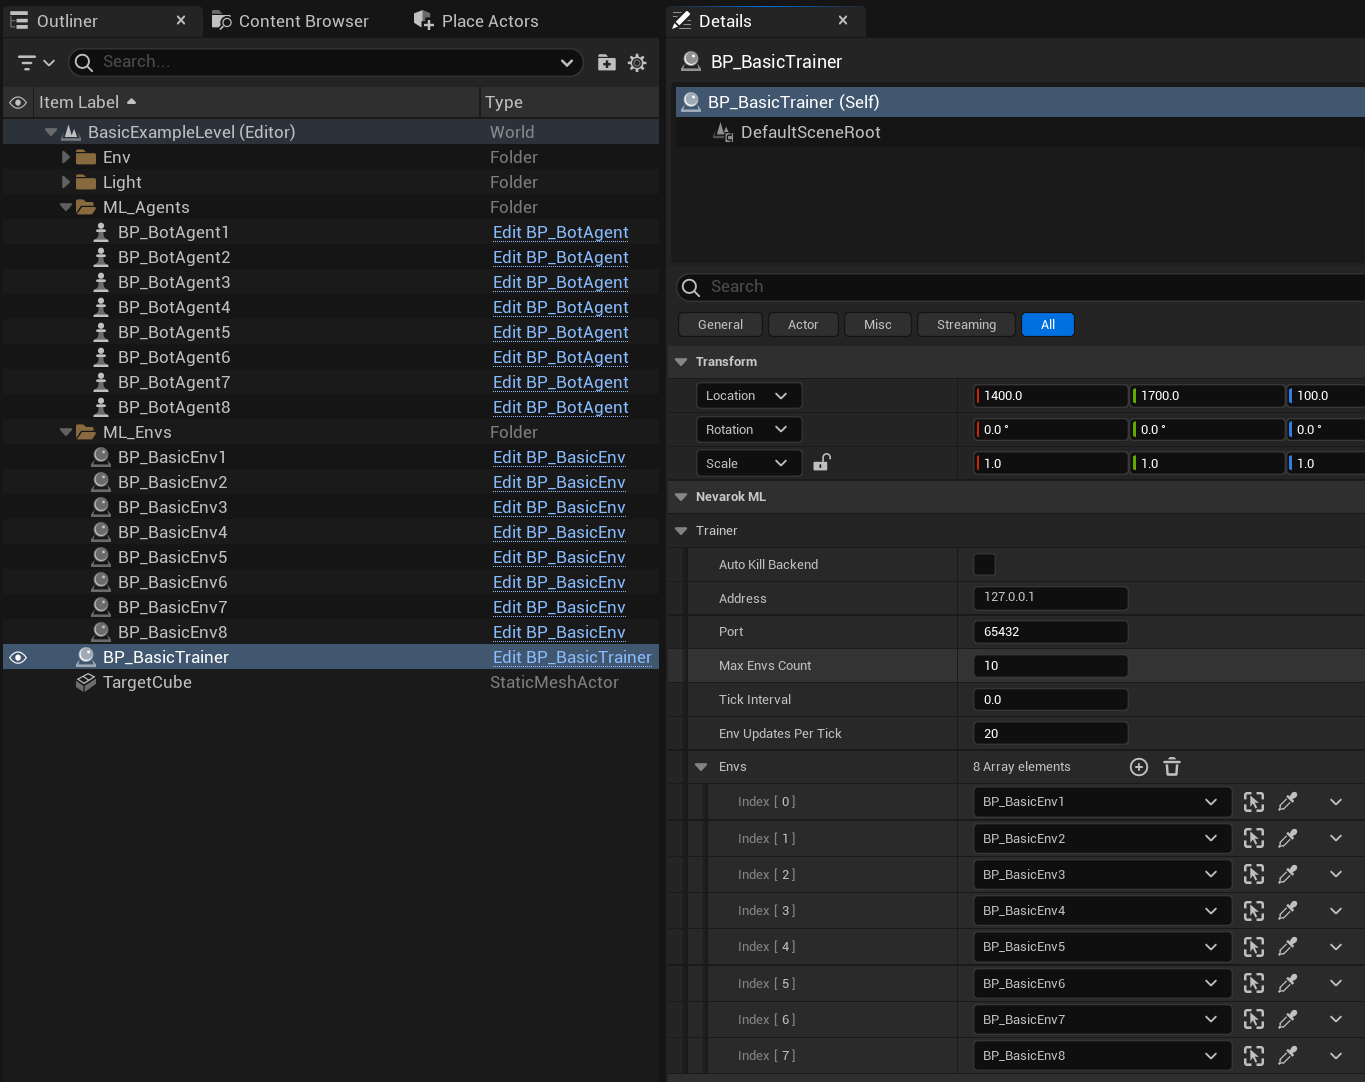 Outliner
Content Browser
Place Actors
Search...
Item Label
Type
BasicExampleLevel (Editor)
World
Env
Folder
Light
Folder
ML_Agents
Folder
BP_BotAgent1
Edit BP_BotAgent
BP_BotAgent2
Edit BP_BotAgent
BP_BotAgent3
Edit BP_BotAgent
BP_BotAgent4
Edit BP_BotAgent
BP_BotAgent5
Edit BP_BotAgent
BP_BotAgent6
Edit BP_BotAgent
BP_BotAgent7
Edit BP_BotAgent
BP_BotAgent8
Edit BP_BotAgent
ML_Envs
Folder
BP_BasicEnv1
Edit BP_BasicEnv
BP_BasicEnv2
Edit BP_BasicEnv
BP_BasicEnv3
Edit BP_BasicEnv
BP_BasicEnv4
Edit BP_BasicEnv
BP_BasicEnv5
Edit BP_BasicEnv
BP_BasicEnv6
Edit BP_BasicEnv
BP_BasicEnv7
Edit BP_BasicEnv
BP_BasicEnv8
Edit BP_BasicEnv
BP_BasicTrainer
Edit BP_BasicTrainer
TargetCube
StaticMeshActor
Details
BP_BasicTrainer
BP_BasicTrainer (Self)
DefaultSceneRoot
Search
General
Actor
Misc
Streaming
All
Transform
Location
1400.0
1700.0
100.0
Rotation
0.0 °
0.0 °
0.0 °
Scale
1.0
1.0
1.0
Nevarok ML
Trainer
Auto Kill Backend
Address
127.0.0.1
Port
65432
Max Envs Count
10
Tick Interval
0.0
Env Updates Per Tick
20
Envs
8 Array elements
Index [ 0 ]
BP_BasicEnv1
Index [ 1 ]
BP_BasicEnv2
Index [ 2 ]
BP_BasicEnv3
Index [ 3 ]
BP_BasicEnv4
Index [ 4 ]
BP_BasicEnv5
Index [ 5 ]
BP_BasicEnv6
Index [ 6 ]
BP_BasicEnv7
Index [ 7 ]
BP_BasicEnv8